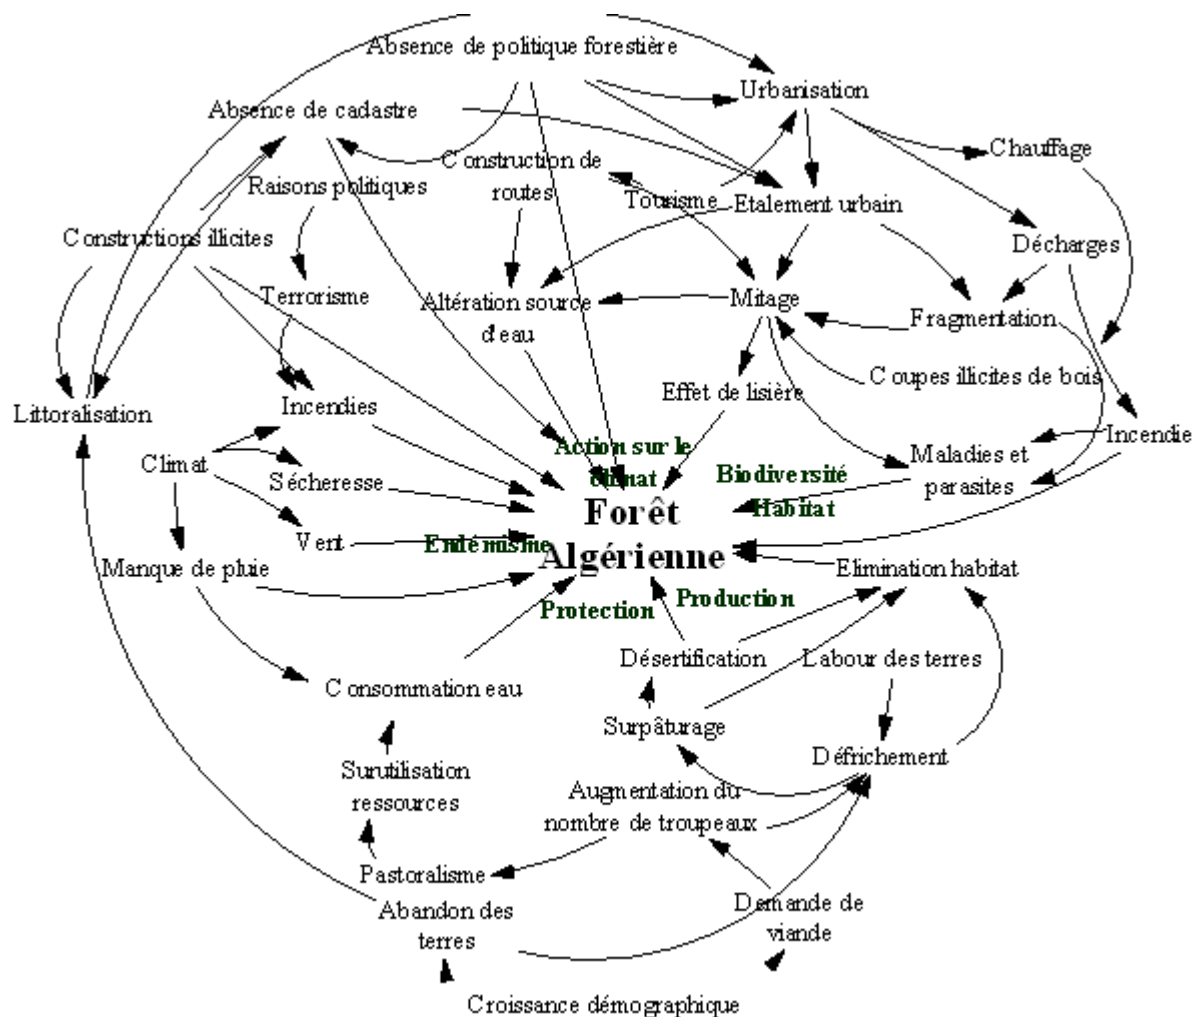 Absence de politique forestière
Urbanisation
Absence de cadastre
Chauffage
Construction de
routes
Raisons politiques
Tourisme
Etalement urbain
Constructions illicites
Décharges
Terrorisme
Altération source
d'eau
Mitage
Fragmentation
Coupes illicites de bois
Effet de lisière
Littoralisation
Incendies
Incendie
Action sur le
climat
Climat
Sécheresse
Biodiversité
Habitat
Maladies et
parasites
Forêt
Algérienne
Vent
Endémisme
Manque de pluie
Elimination habitat
Protection
Production
Désertification
Labour des terres
Consommation eau
Surpâturage
Défrichement
Surutilisation
ressources
Augmentation du
nombre de troupeaux
Pastoralisme
Abandon des
terres
Demande de
viande
Croissance démographique